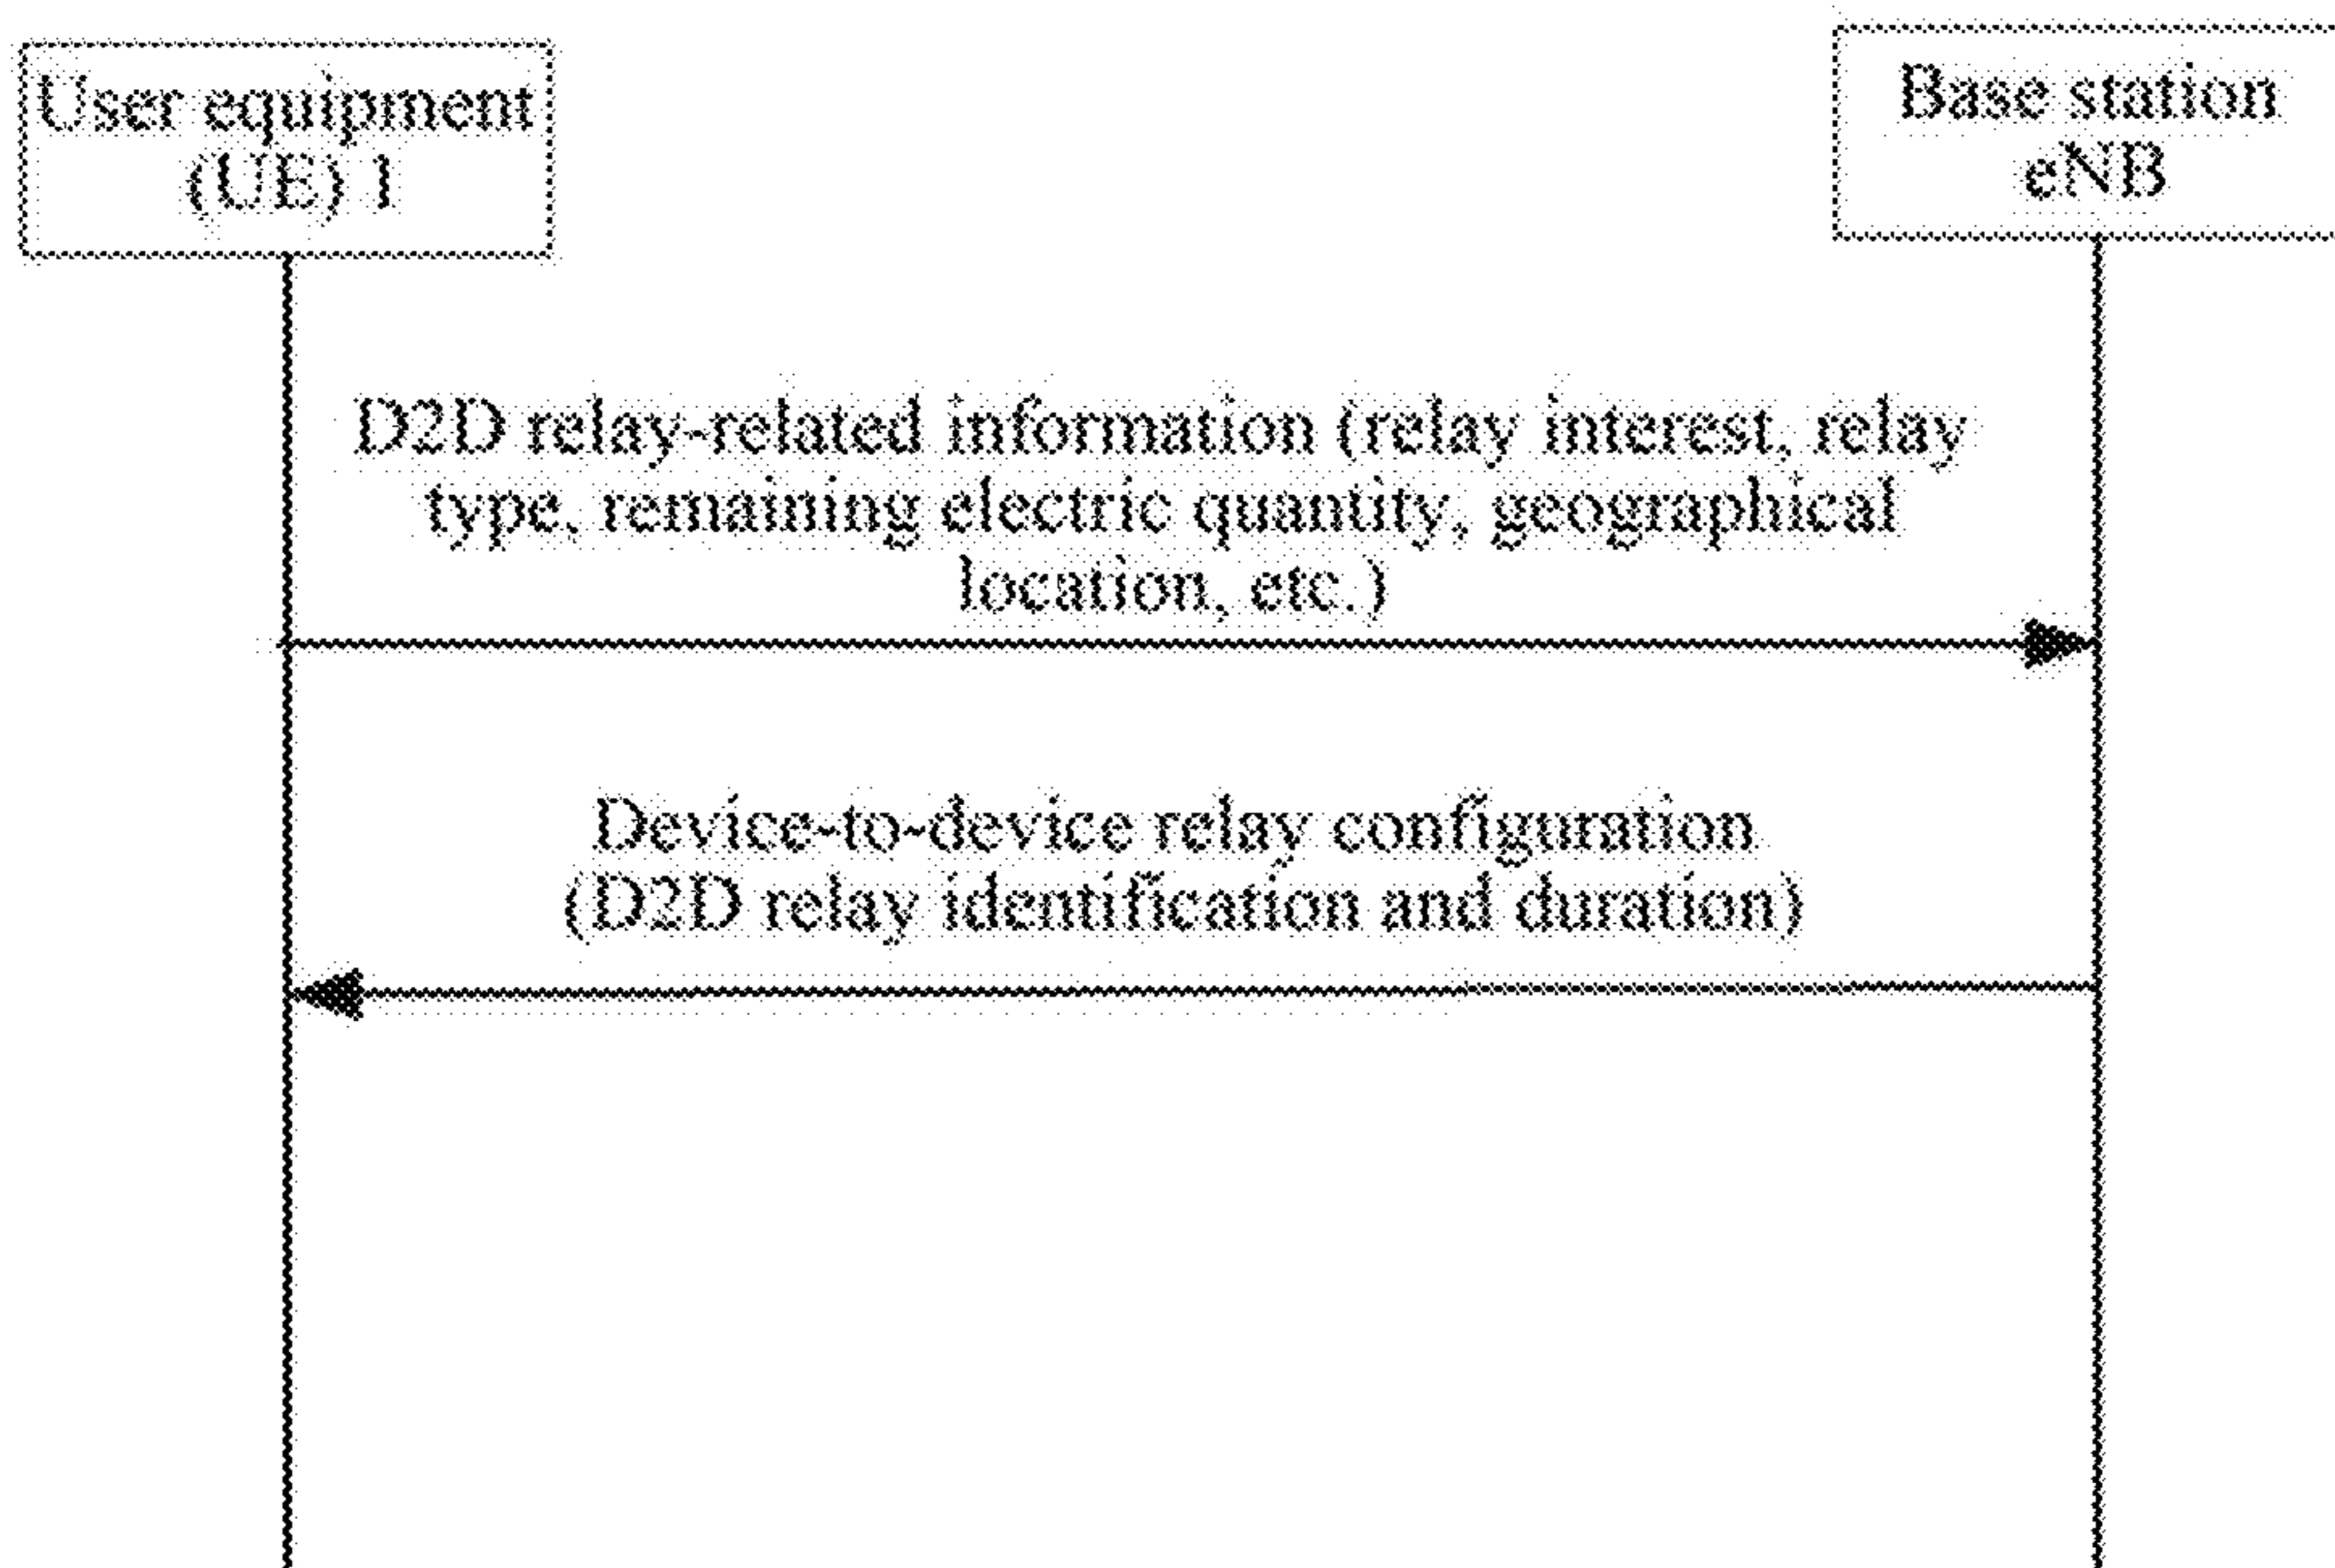 User equipment
(UE) 1
Base station
eNB
D2D relay-related information (relay interest, relay
type, remaining electric quantity, geographical
location, etc.)
Device-to-device relay configuration
(D2D relay identification and duration)